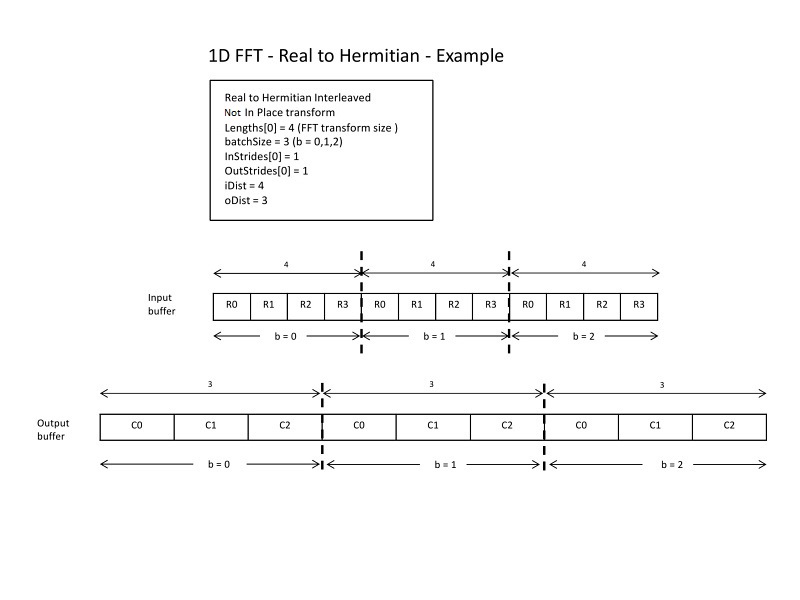 1D FFT - Real to Hermitian - Example
Real to Hermitian Interleaved
Not In Place transform
Lengths[0] = 4 (FFT transform size )
batchSize = 3 (b = 0,1,2)
InStrides[0] = 1
OutStrides[0] = 1
iDist = 4
oDist = 3
4 4 4
Input
buffer
R0 R1 R2 R3 R0 R1 R2 R3 R0 R1 R2 R3
b = 0 b = 1 b = 2
3 3 3
Output
buffer
C0 C1 C2 C0 C1 C2 C0 C1 C2
b = 0 b = 1 b = 2